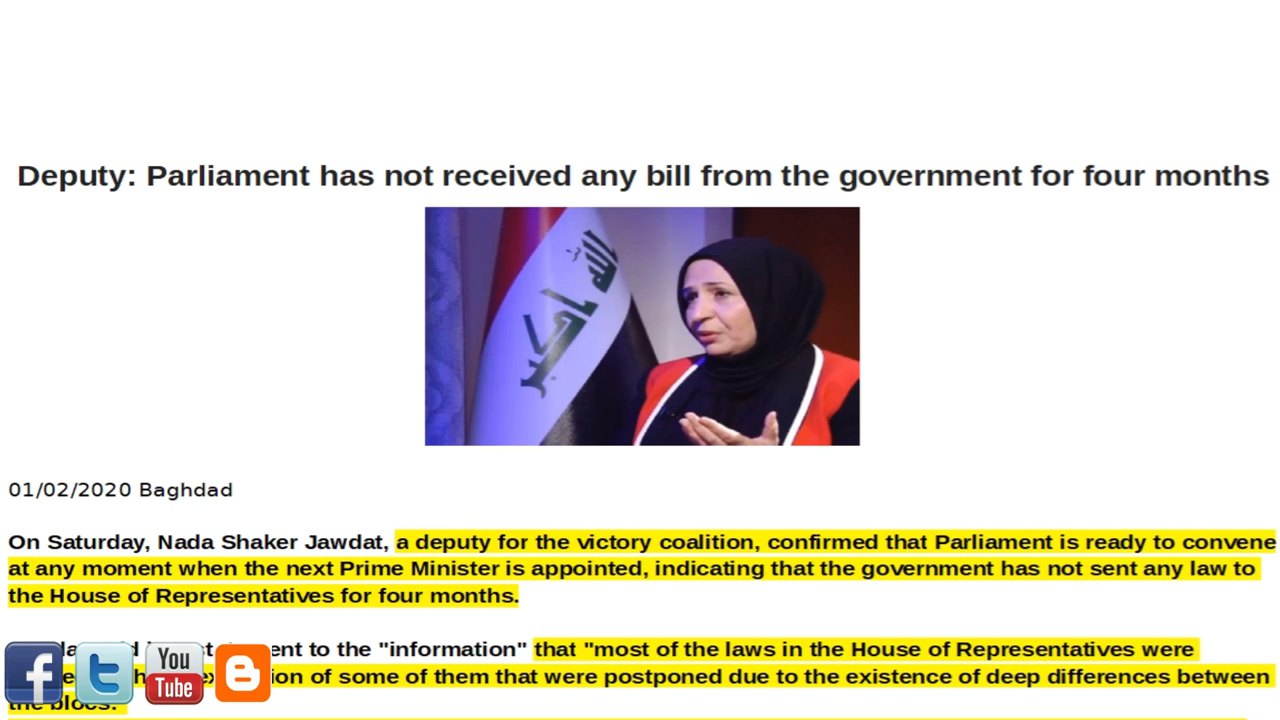 Deputy: Parliament has not received any bill from the government for four months
الله اكبر
01/02/2020 Baghdad
On Saturday, Nada Shaker Jawdat, a deputy for the victory coalition, confirmed that Parliament is ready to convene
at any moment when the next Prime Minister is appointed, indicating that the government has not sent any law to
the House of Representatives for four months.
to the "information" that "most of the laws in the House of Representatives were
of some of them that were postponed due to the existence of deep differences between
the blocs."
You
Tube